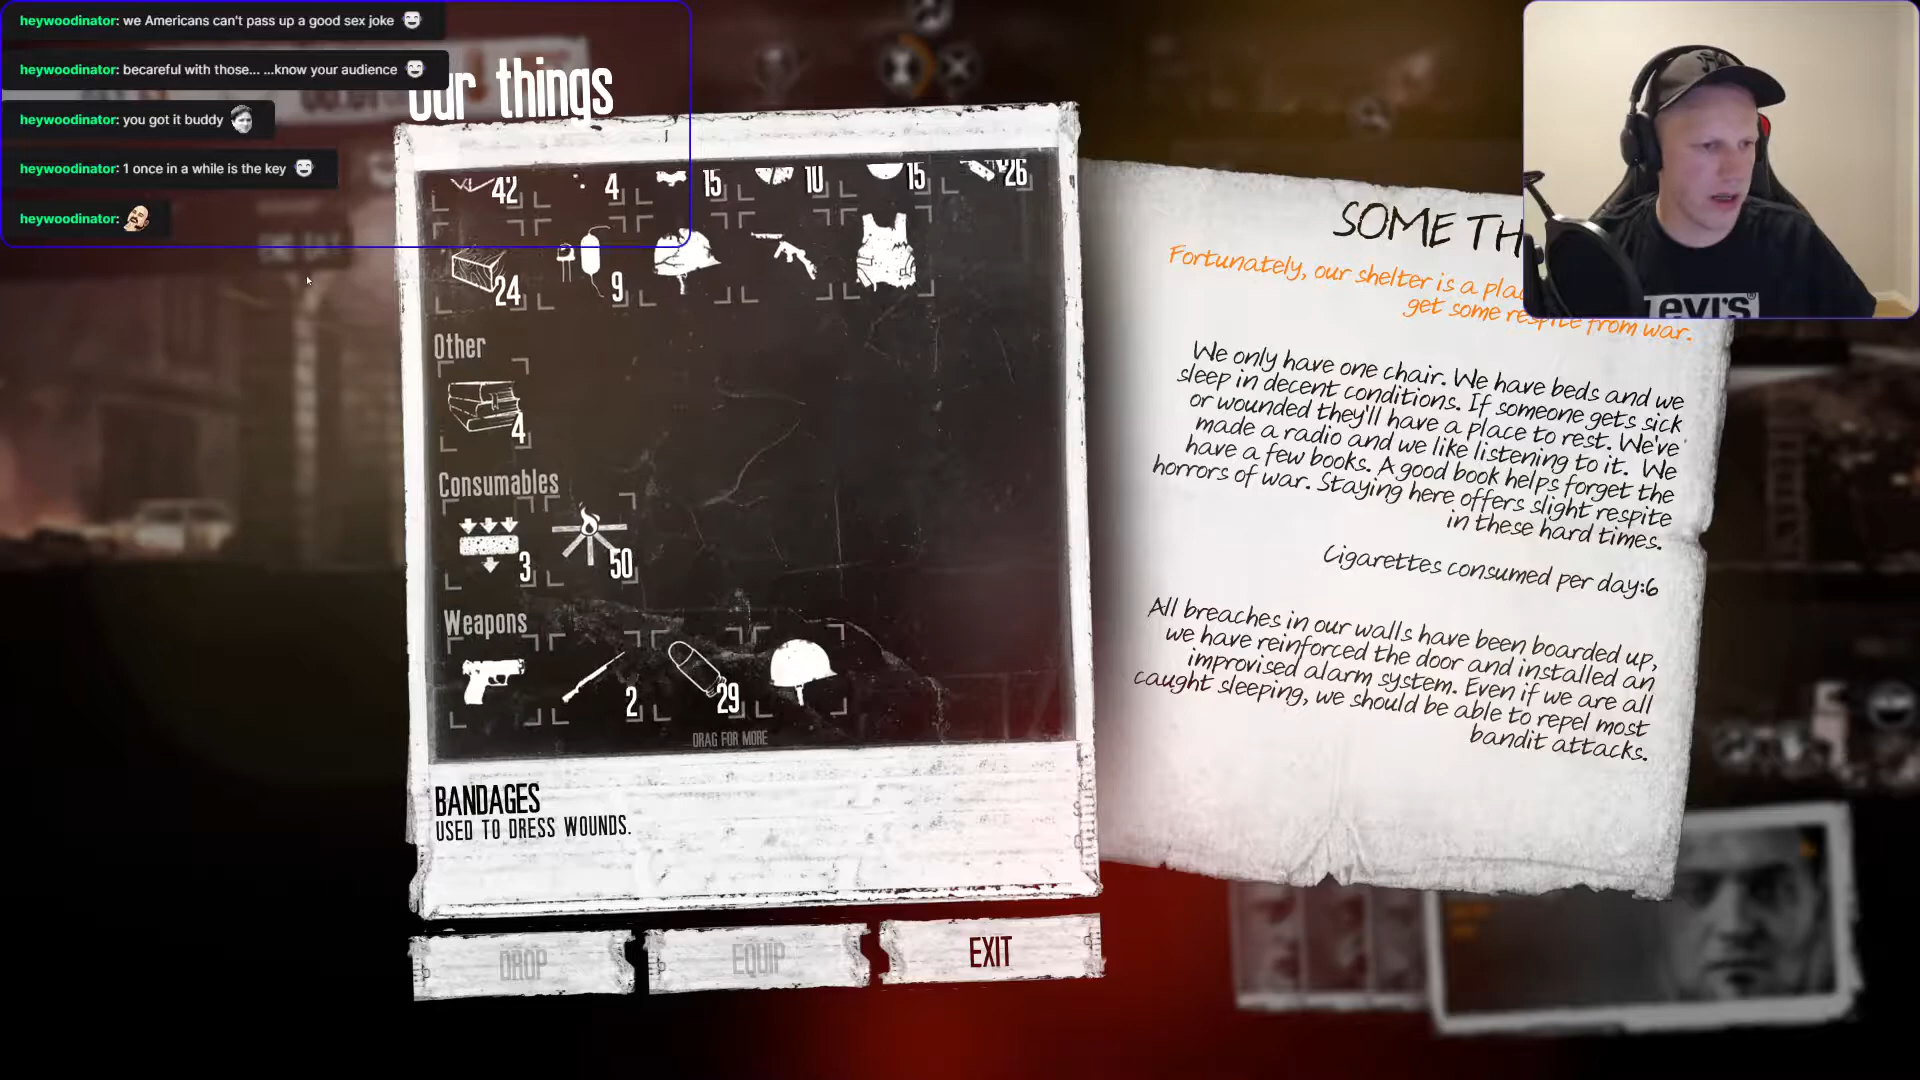 heywoodinator: we Americans can't pass up a good sex joke
heywoodinator: becareful with those... ...know your audience
heywoodinator: you got it buddy
heywoodinator: 1 once in a while is the key
heywoodinator:
Our things
42 4 15 10 15 26
24 9
Other
4
Consumables
3 50
Weapons
2 29
DRAG FOR MORE
BANDAGES
USED TO DRESS WOUNDS.
DROP EQUIP EXIT
SOME TH
Fortunately, our shelter is a pla
get some respite from war.
We only have one chair. We have beds and we
sleep in decent conditions. If someone gets sick
or wounded they'll have a place to rest. We've
made a radio and we like listening to it. We
have a few books. A good book helps forget the
horrors of war. Staying here offers slight respite
in these hard times.
Cigarettes consumed per day:6
All breaches in our walls have been boarded up,
we have reinforced the door and installed an
improvised alarm system. Even if we are all
caught sleeping, we should be able to repel most
bandit attacks.
Levi's